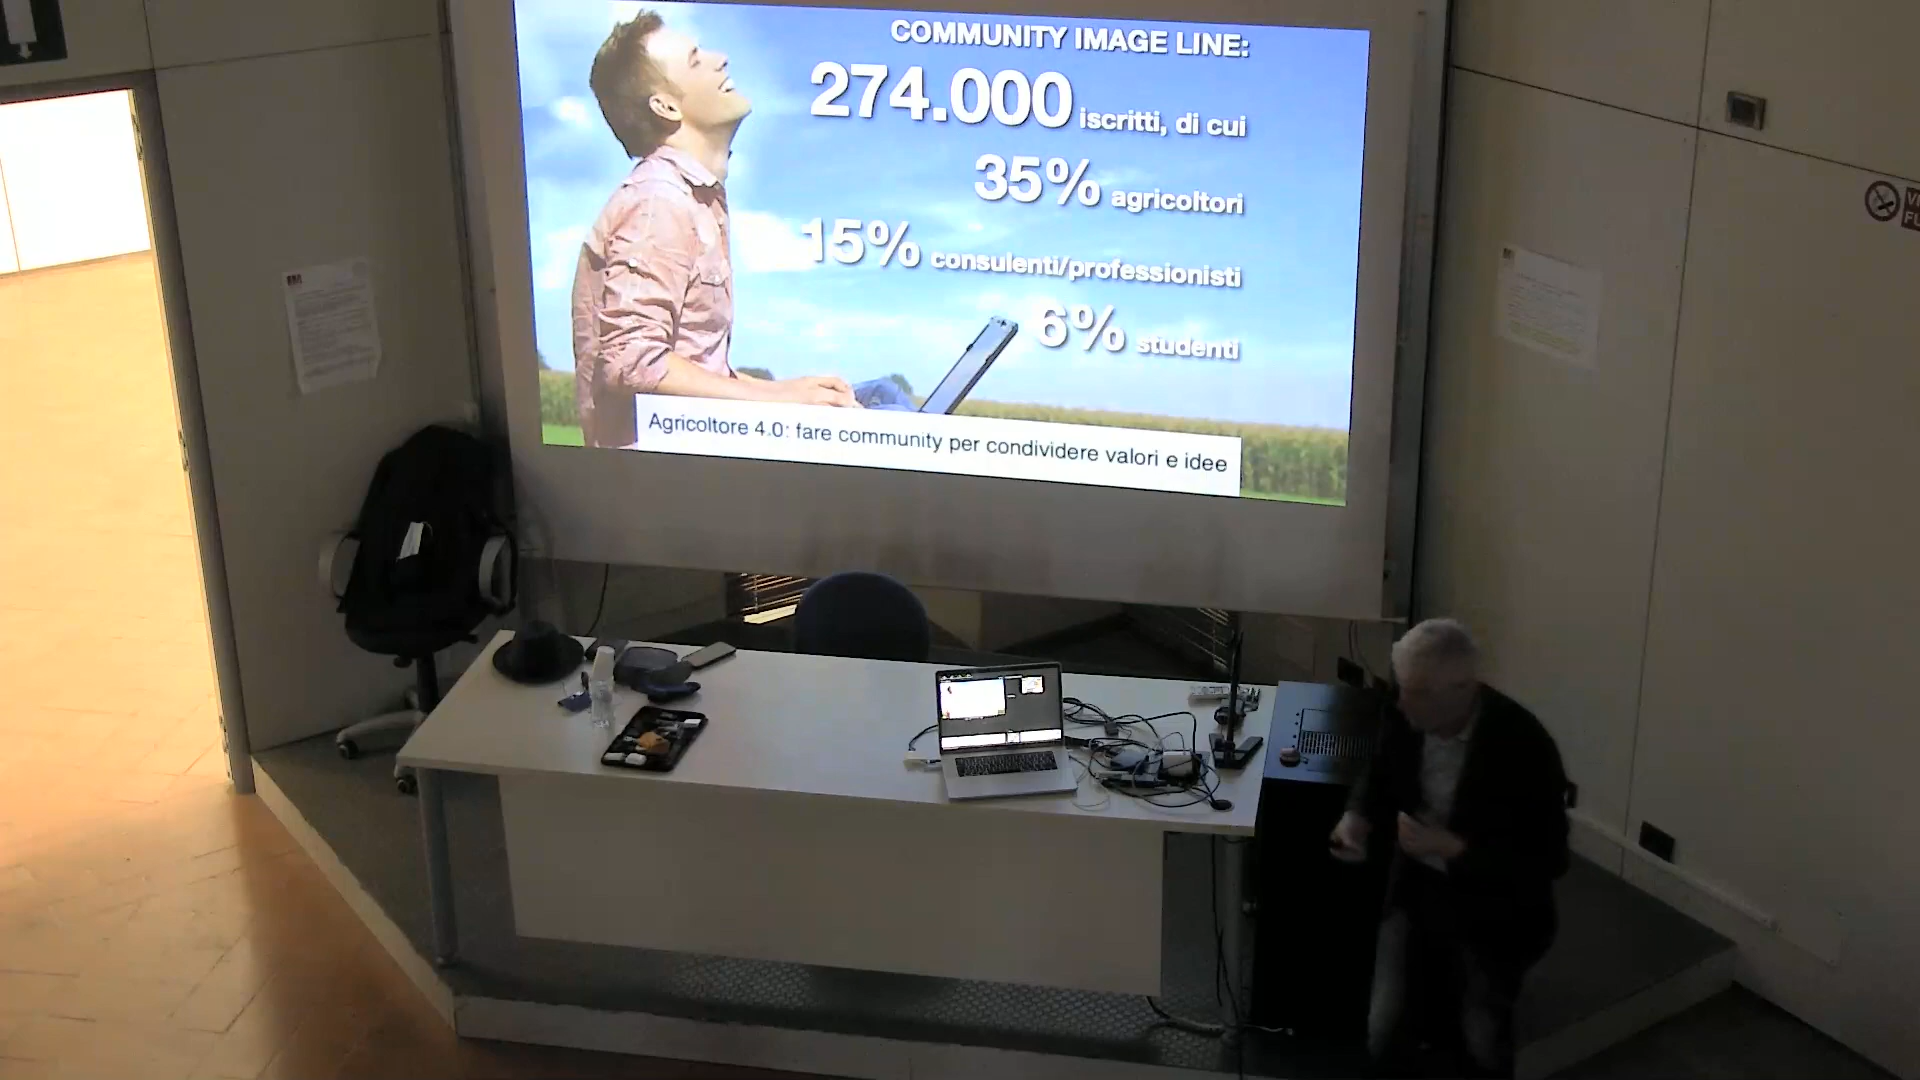 COMMUNITY IMAGE LINE:
274.000 iscritti, di cui
35% agricoltori
15% consulenti/professionisti
6% studenti
Agricoltore 4.0: fare community per condividere valori e idee